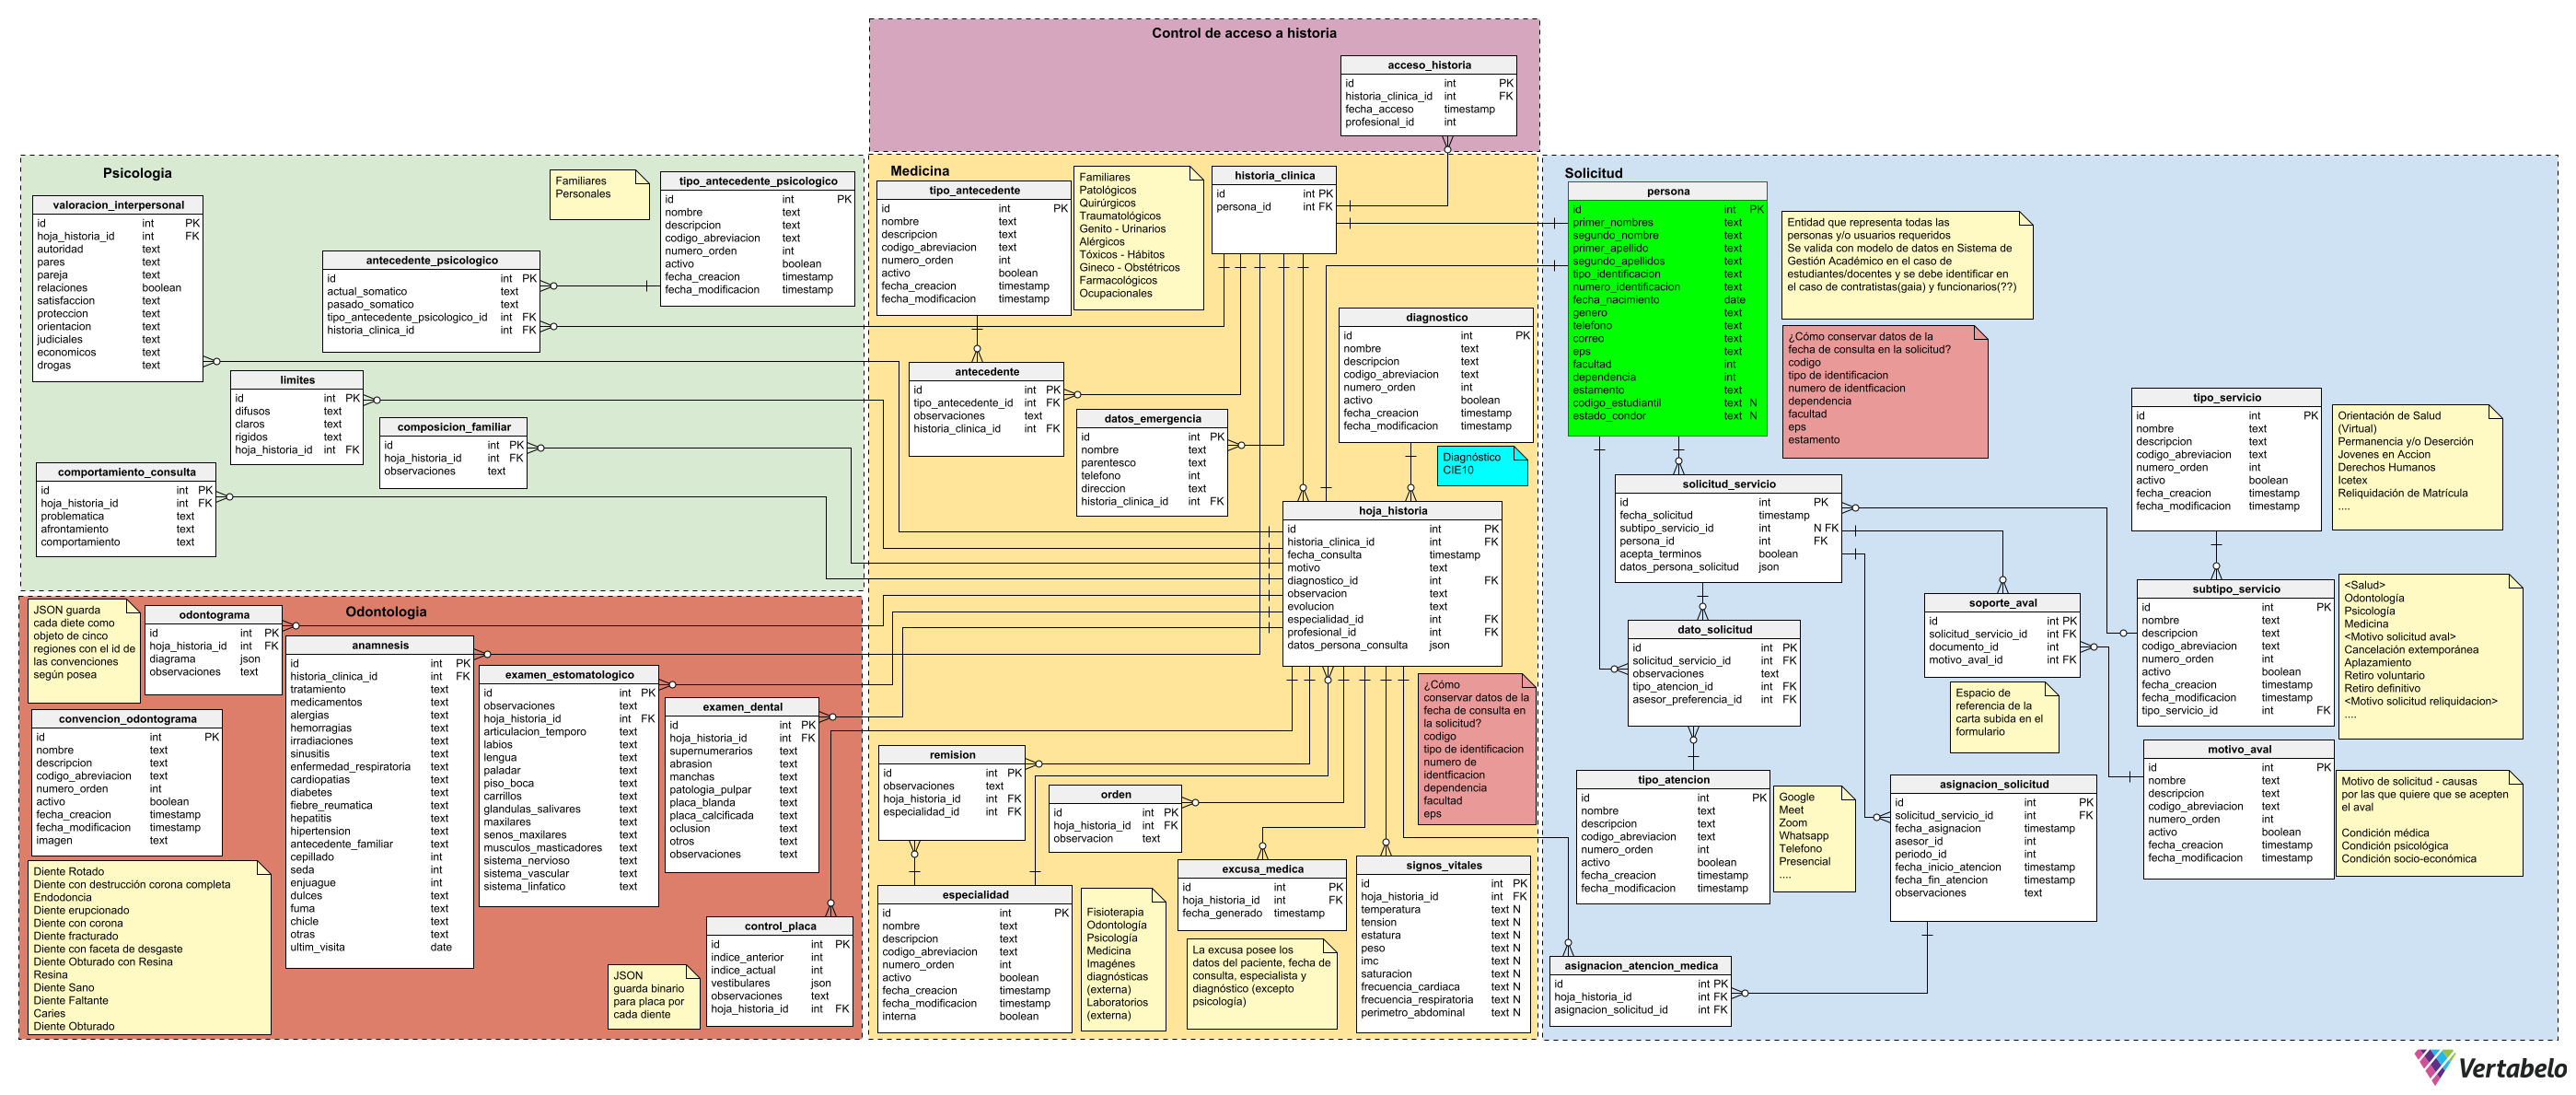 Control de acceso a historia
acceso_historia
id int PK
historia_clinica_id int FK
fecha_acceso timestamp
profesional_id int
Psicologia
valoracion_interpersonal
id int PK
hoja_historia_id int FK
autoridad text
pares text
pareja text
relaciones boolean
satisfaccion text
proteccion text
orientacion text
judiciales text
economicos text
drogas text
Familiares
Personales
tipo_antecedente_psicologico
id int PK
nombre text
descripcion text
codigo_abreviacion text
numero_orden int
activo boolean
fecha_creacion timestamp
fecha_modificacion timestamp
antecedente_psicologico
id int PK
actual_somatico text
pasado_somatico text
tipo_antecedente_psicologico_id int FK
historia_clinica_id int FK
limites
id int PK
difusos text
claros text
rigidos text
hoja_historia_id int FK
composicion_familiar
id int PK
hoja_historia_id int FK
observaciones text
comportamiento_consulta
id int PK
hoja_historia_id int FK
problematica text
afrontamiento text
comportamiento text
Odontologia
JSON guarda
cada diete como
objeto de cinco
regiones con el id de
las convenciones
según posea
odontograma
id int PK
hoja_historia_id int FK
diagrama json
observaciones text
convencion_odontograma
id int PK
nombre text
descripcion text
codigo_abreviacion text
numero_orden int
activo boolean
fecha_creacion timestamp
fecha_modificacion timestamp
imagen text
Diente Rotado
Diente con destrucción corona completa
Endodoncia
Diente erupcionado
Diente con corona
Diente fracturado
Diente con faceta de desgaste
Diente Obturado con Resina
Resina
Diente Sano
Diente Faltante
Caries
Diente Obturado
anamnesis
id int PK
historia_clinica_id int FK
tratamiento text
medicamentos text
alergias text
hemorragias text
irradiaciones text
sinusitis text
enfermedad_respiratoria text
cardiopatias text
diabetes text
fiebre_reumatica text
hepatitis text
hipertension text
antecedente_familiar text
cepillado int
seda int
enjuague int
dulces text
fuma text
chicle text
otras text
ultim_visita date
examen_estomatologico
id int PK
observaciones text
hoja_historia_id int FK
articulacion_temporo text
labios text
lengua text
paladar text
piso_boca text
carrillos text
glandulas_salivares text
maxilares text
senos_maxilares text
musculos_masticadores text
sistema_nervioso text
sistema_vascular text
sistema_linfatico text
examen_dental
id int PK
hoja_historia_id int FK
supernumerarios text
abrasion text
manchas text
patologia_pulpar text
placa_blanda text
placa_calcificada text
oclusion text
otros text
observaciones text
JSON
guarda binario
para placa por
cada diente
control_placa
id int PK
indice_anterior int
indice_actual int
vestibulares json
observaciones text
hoja_historia_id int FK
Medicina
tipo_antecedente
id int PK
nombre text
descripcion text
codigo_abreviacion text
numero_orden int
activo boolean
fecha_creacion timestamp
fecha_modificacion timestamp
Familiares
Patológicos
Quirúrgicos
Traumatológicos
Genito - Urinarios
Alérgicos
Tóxicos - Hábitos
Gineco - Obstétricos
Farmacológicos
Ocupacionales
historia_clinica
id int PK
persona_id int FK
antecedente
id int PK
tipo_antecedente_id int FK
observaciones text
historia_clinica_id int FK
datos_emergencia
id int PK
nombre text
parentesco text
telefono int
direccion text
historia_clinica_id int FK
diagnostico
id int PK
nombre text
descripcion text
codigo_abreviacion text
numero_orden int
activo boolean
fecha_creacion timestamp
fecha_modificacion timestamp
Diagnóstico
CIE10
hoja_historia
id int PK
historia_clinica_id int FK
fecha_consulta timestamp
motivo text
diagnostico_id int FK
observacion text
evolucion text
especialidad_id int FK
profesional_id int FK
datos_persona_consulta json
¿Cómo
conservar datos de la
fecha de consulta en
la solicitud?
codigo
tipo de identificacion
numero de
identficacion
dependencia
facultad
eps
remision
id int PK
observaciones text
hoja_historia_id int FK
especialidad_id int FK
orden
id int PK
hoja_historia_id int FK
observacion text
especialidad
id int PK
nombre text
descripcion text
codigo_abreviacion text
numero_orden int
activo boolean
fecha_creacion timestamp
fecha_modificacion timestamp
interna boolean
Fisioterapia
Odontología
Psicología
Medicina
Imagénes
diagnósticas
(externa)
Laboratorios
(externa)
excusa_medica
id int PK
hoja_historia_id int FK
fecha_generado timestamp
La excusa posee los
datos del paciente, fecha de
consulta, especialista y
diagnóstico (excepto
psicología)
signos_vitales
id int PK
hoja_historia_id int FK
temperatura text N
tension text N
estatura text N
peso text N
imc text N
saturacion text N
frecuencia_cardiaca text N
frecuencia_respiratoria text N
perimetro_abdominal text N
Solicitud
persona
id int PK
primer_nombres text
segundo_nombre text
primer_apellido text
segundo_apellidos text
tipo_identificacion text
numero_identificacion text
fecha_nacimiento date
genero text
telefono text
correo text
eps text
facultad int
dependencia int
estamento text
codigo_estudiantil text N
estado_condor text N
Entidad que representa todas las
personas y/o usuarios requeridos
Se valida con modelo de datos en Sistema de
Gestión Académico en el caso de
estudiantes/docentes y se debe identificar en
el caso de contratistas(gaia) y funcionarios(??)
¿Cómo conservar datos de la
fecha de consulta en la solicitud?
codigo
tipo de identificacion
numero de identficacion
dependencia
facultad
eps
estamento
solicitud_servicio
id int PK
fecha_solicitud timestamp
subtipo_servicio_id int N FK
persona_id int FK
acepta_terminos boolean
datos_persona_solicitud json
dato_solicitud
id int PK
solicitud_servicio_id int FK
observaciones text
tipo_atencion_id int FK
asesor_preferencia_id int FK
tipo_atencion
id int PK
nombre text
descripcion text
codigo_abreviacion text
numero_orden int
activo boolean
fecha_creacion timestamp
fecha_modificacion timestamp
Google
Meet
Zoom
Whatsapp
Telefono
Presencial
....
asignacion_atencion_medica
id int PK
hoja_historia_id int FK
asignacion_solicitud_id int FK
asignacion_solicitud
id int PK
solicitud_servicio_id int FK
fecha_asignacion timestamp
asesor_id int
periodo_id int
fecha_inicio_atencion timestamp
fecha_fin_atencion timestamp
observaciones text
soporte_aval
id int PK
solicitud_servicio_id int FK
documento_id int
motivo_aval_id int FK
Espacio de
referencia de la
carta subida en el
formulario
tipo_servicio
id int PK
nombre text
descripcion text
codigo_abreviacion text
numero_orden int
activo boolean
fecha_creacion timestamp
fecha_modificacion timestamp
Orientación de Salud
(Virtual)
Permanencia y/o Deserción
Jovenes en Accion
Derechos Humanos
Icetex
Reliquidación de Matrícula
....
subtipo_servicio
id int PK
nombre text
descripcion text
codigo_abreviacion text
numero_orden int
activo boolean
fecha_creacion timestamp
fecha_modificacion timestamp
tipo_servicio_id int FK
<Salud>
Odontología
Psicología
Medicina
<Motivo solicitud aval>
Cancelación extemporánea
Aplazamiento
Retiro voluntario
Retiro definitivo
<Motivo solicitud reliquidacion>
....
motivo_aval
id int PK
nombre text
descripcion text
codigo_abreviacion text
numero_orden int
activo boolean
fecha_creacion timestamp
fecha_modificacion timestamp
Motivo de solicitud - causas
por las que quiere que se acepten
el aval
Condición médica
Condición psicológica
Condición socio-económica
Vertabelo